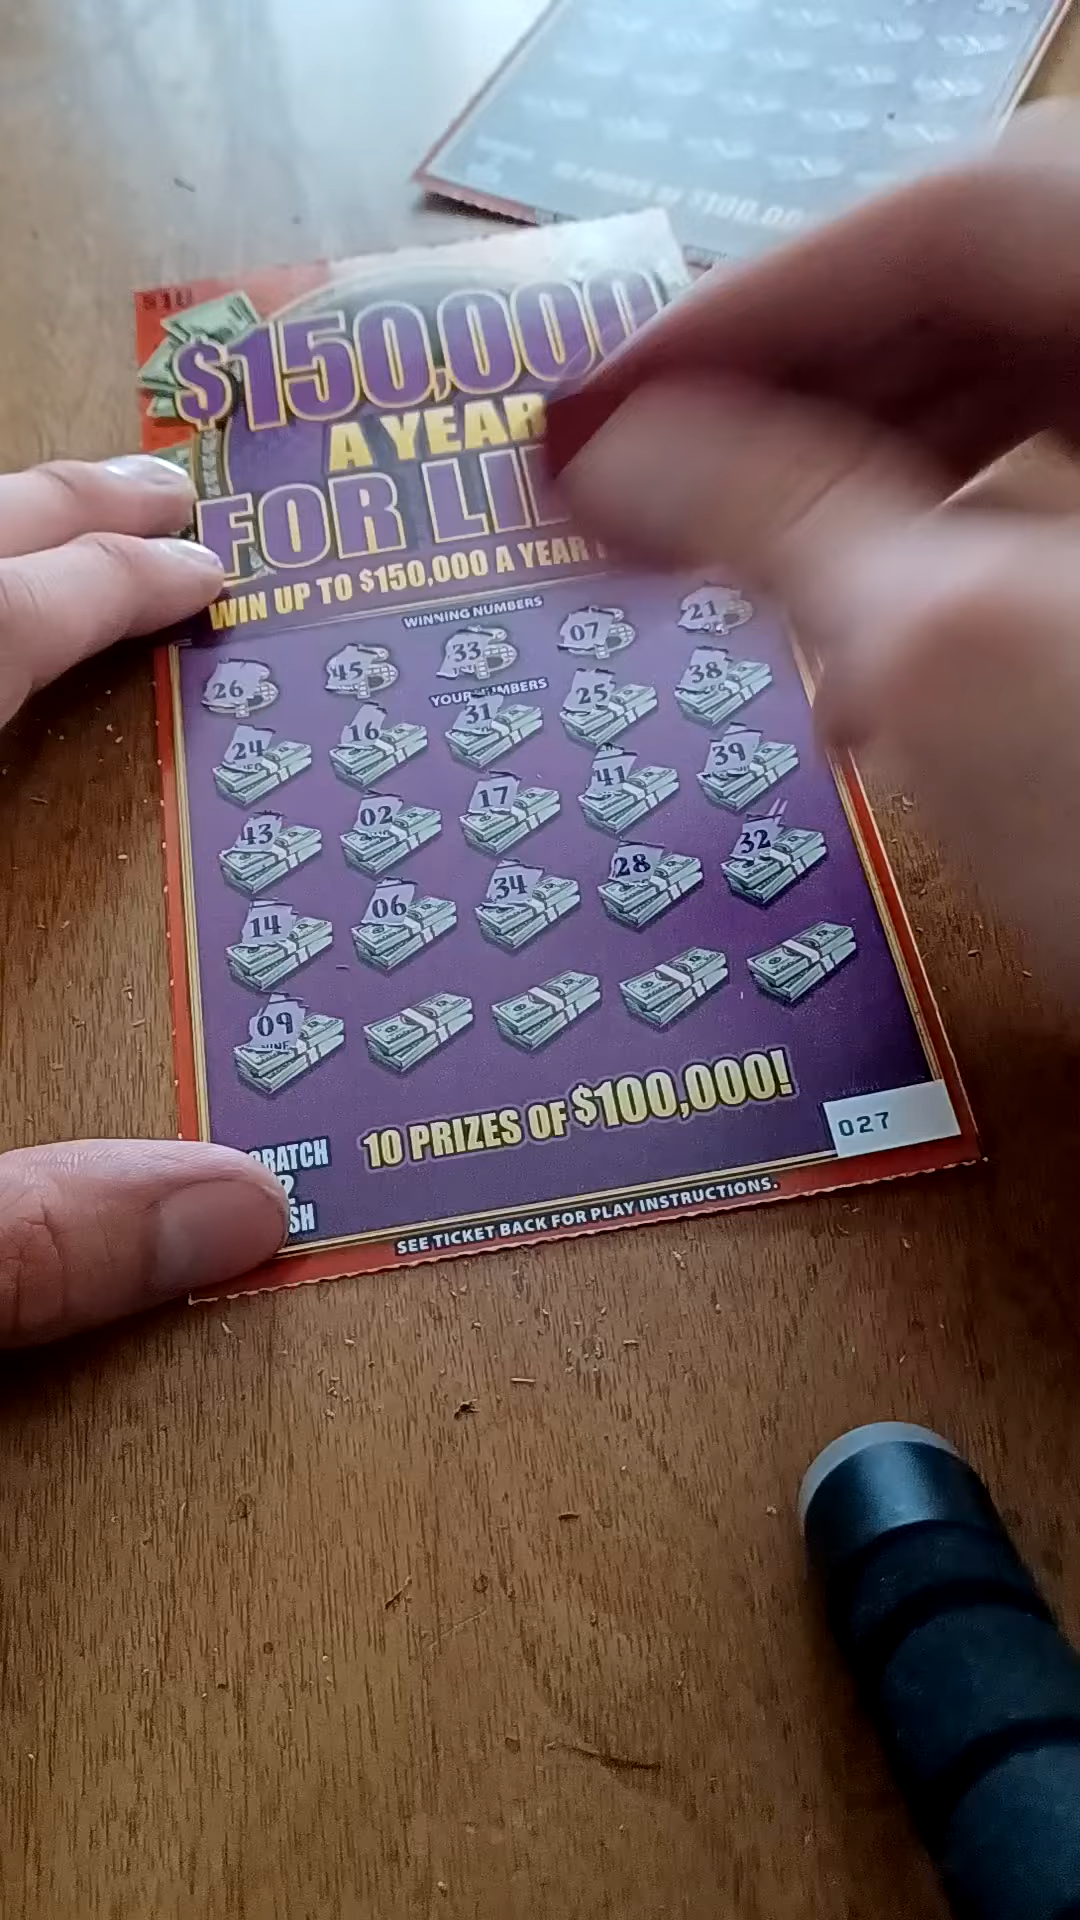 $10
$150,000
A YEAR
FOR LI
WIN UP TO $150,000 A YEAR
WINNING NUMBERS
26 45 33 07 21
YOUR NUMBERS
24 16 31 25 38
43 02 17 41 39
14 06 34 28 32
09
NINE
10 PRIZES OF $100,000!
027
SEE TICKET BACK FOR PLAY INSTRUCTIONS.